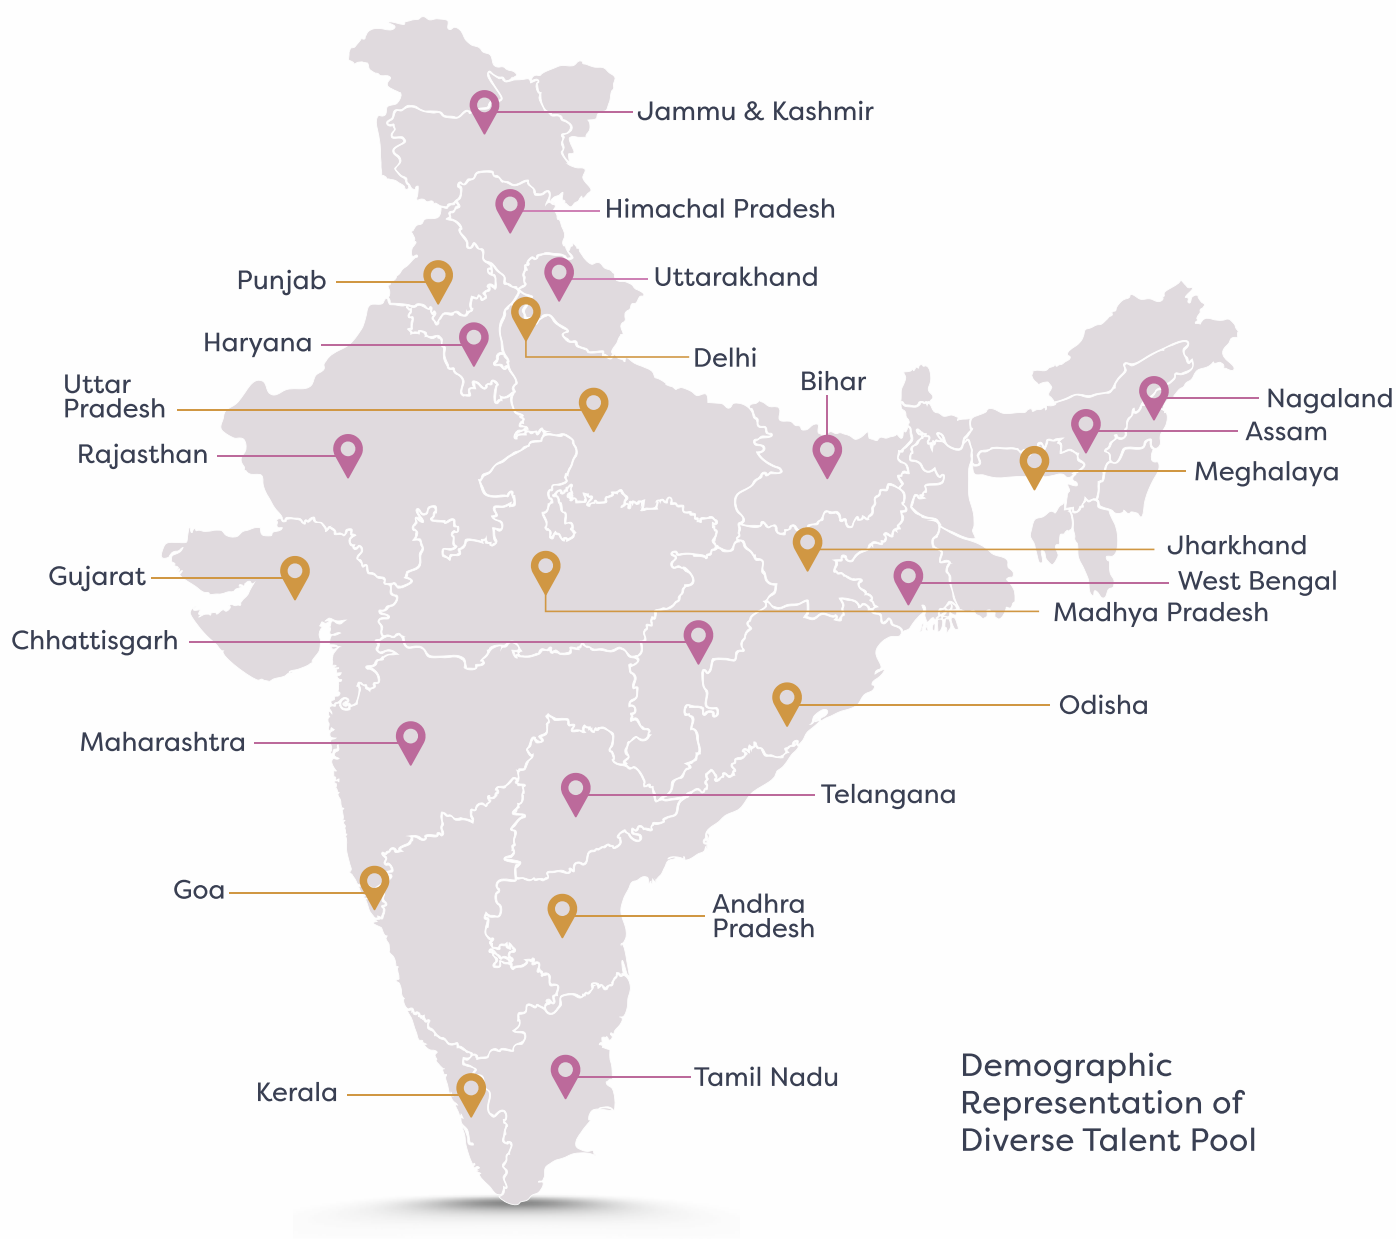 Jammu & Kashmir
Himachal Pradesh
Punjab
Uttarakhand
Haryana
Delhi
Uttar
Pradesh
Bihar
Nagaland
Assam
Rajasthan
Meghalaya
Jharkhand
Gujarat
West Bengal
Madhya Pradesh
Chhattisgarh
Odisha
Maharashtra
Telangana
Goa
Andhra
Pradesh
Demographic
Representation of
Diverse Talent Pool
Tamil Nadu
Kerala